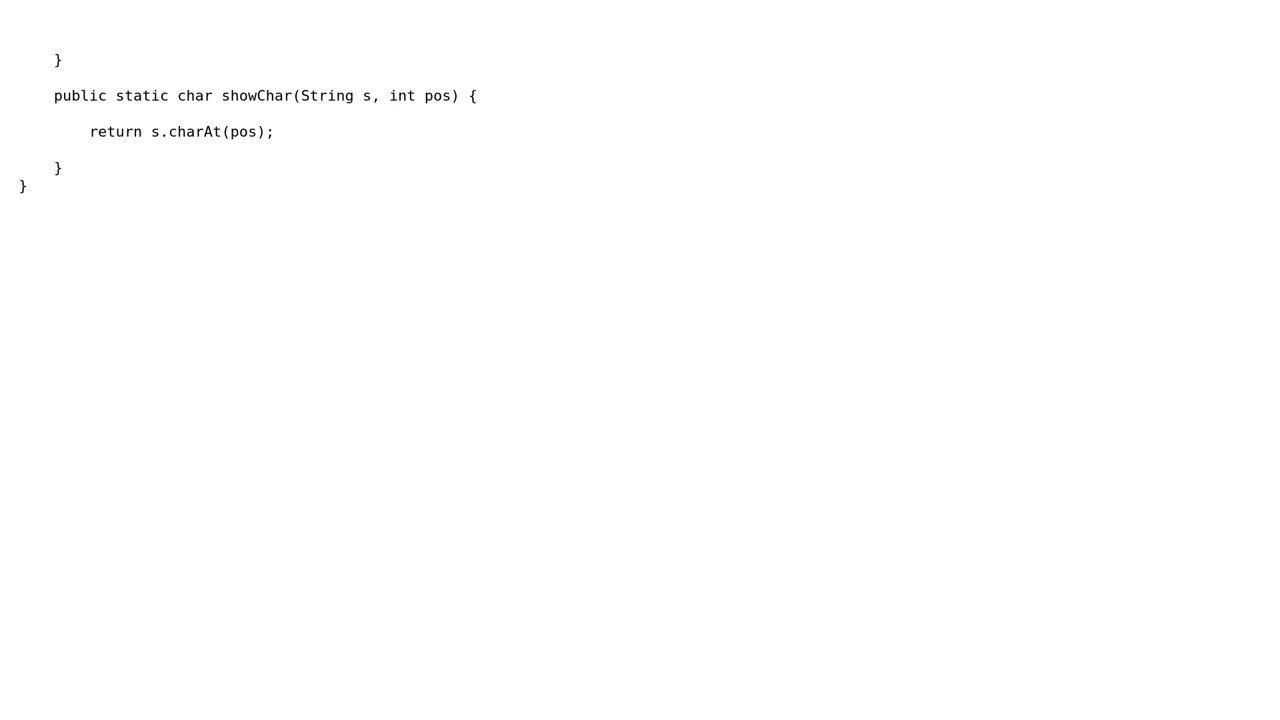 }
    public static char showChar(String s, int pos) {
        return s.charAt(pos);
    }
}